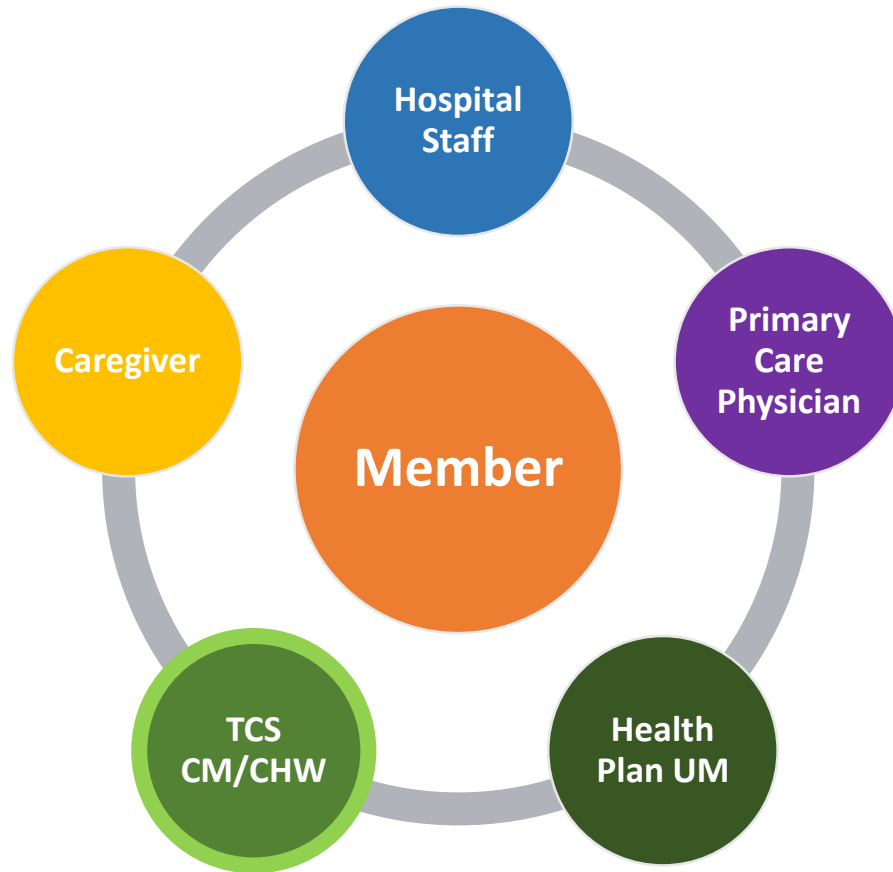 Hospital
Staff
Primary
Care
Physician
Caregiver
Member
TCS
CM/CHW
Health
Plan UM